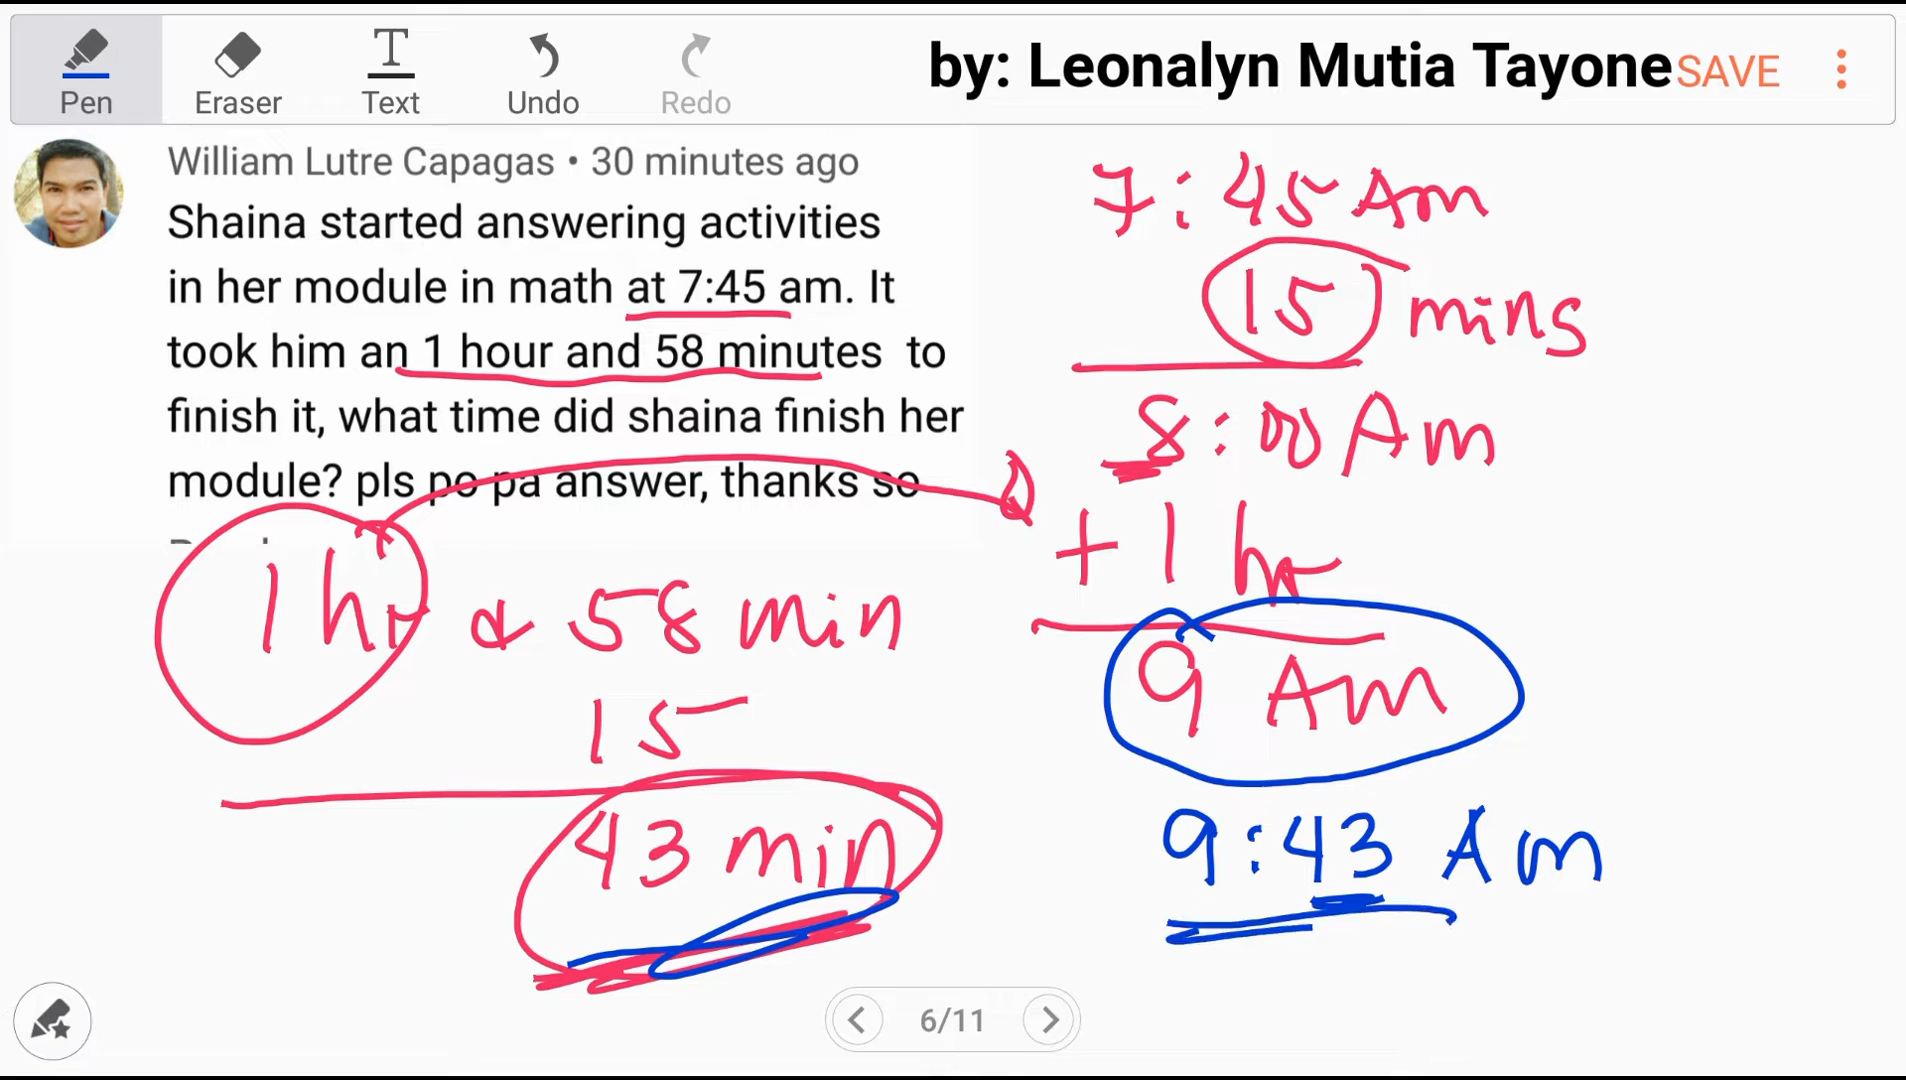 Pen
Eraser
Text
Undo
Redo
by: Leonalyn Mutia Tayone
SAVE
William Lutre Capagas • 30 minutes ago
Shaina started answering activities
in her module in math at 7:45 am. It
took him an 1 hour and 58 minutes to
finish it, what time did shaina finish her
module? pls po pa answer, thanks so
1 hr & 58 min
15
43 min
7:45 Am
15 mins
8:00 Am
+ 1 hr
9 Am
9:43 Am
6/11